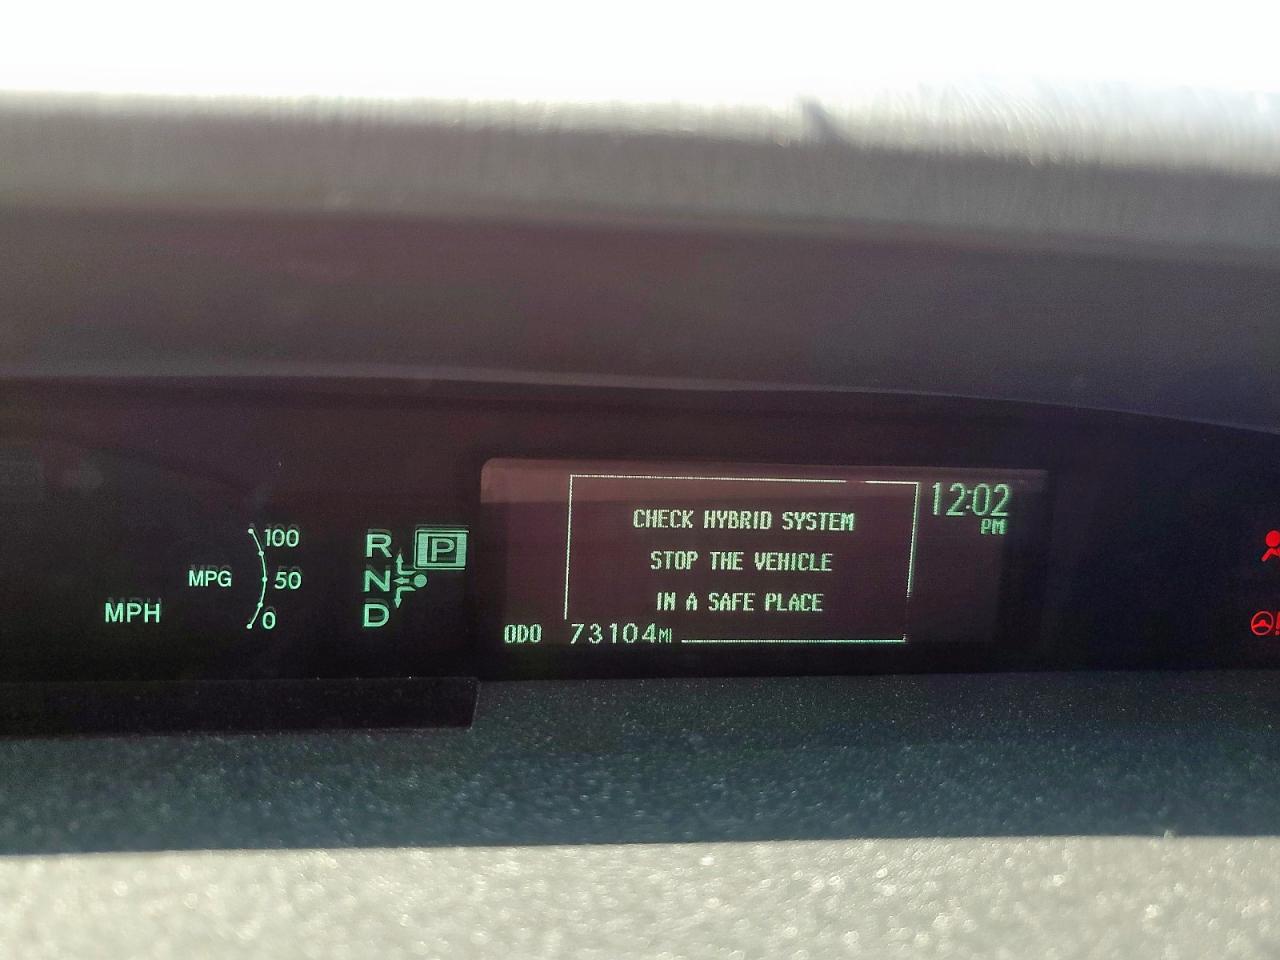 100
MPG 50
MPH 0
R P
N
D
CHECK HYBRID SYSTEM
STOP THE VEHICLE
IN A SAFE PLACE
ODO 73104MI
12:02
PM